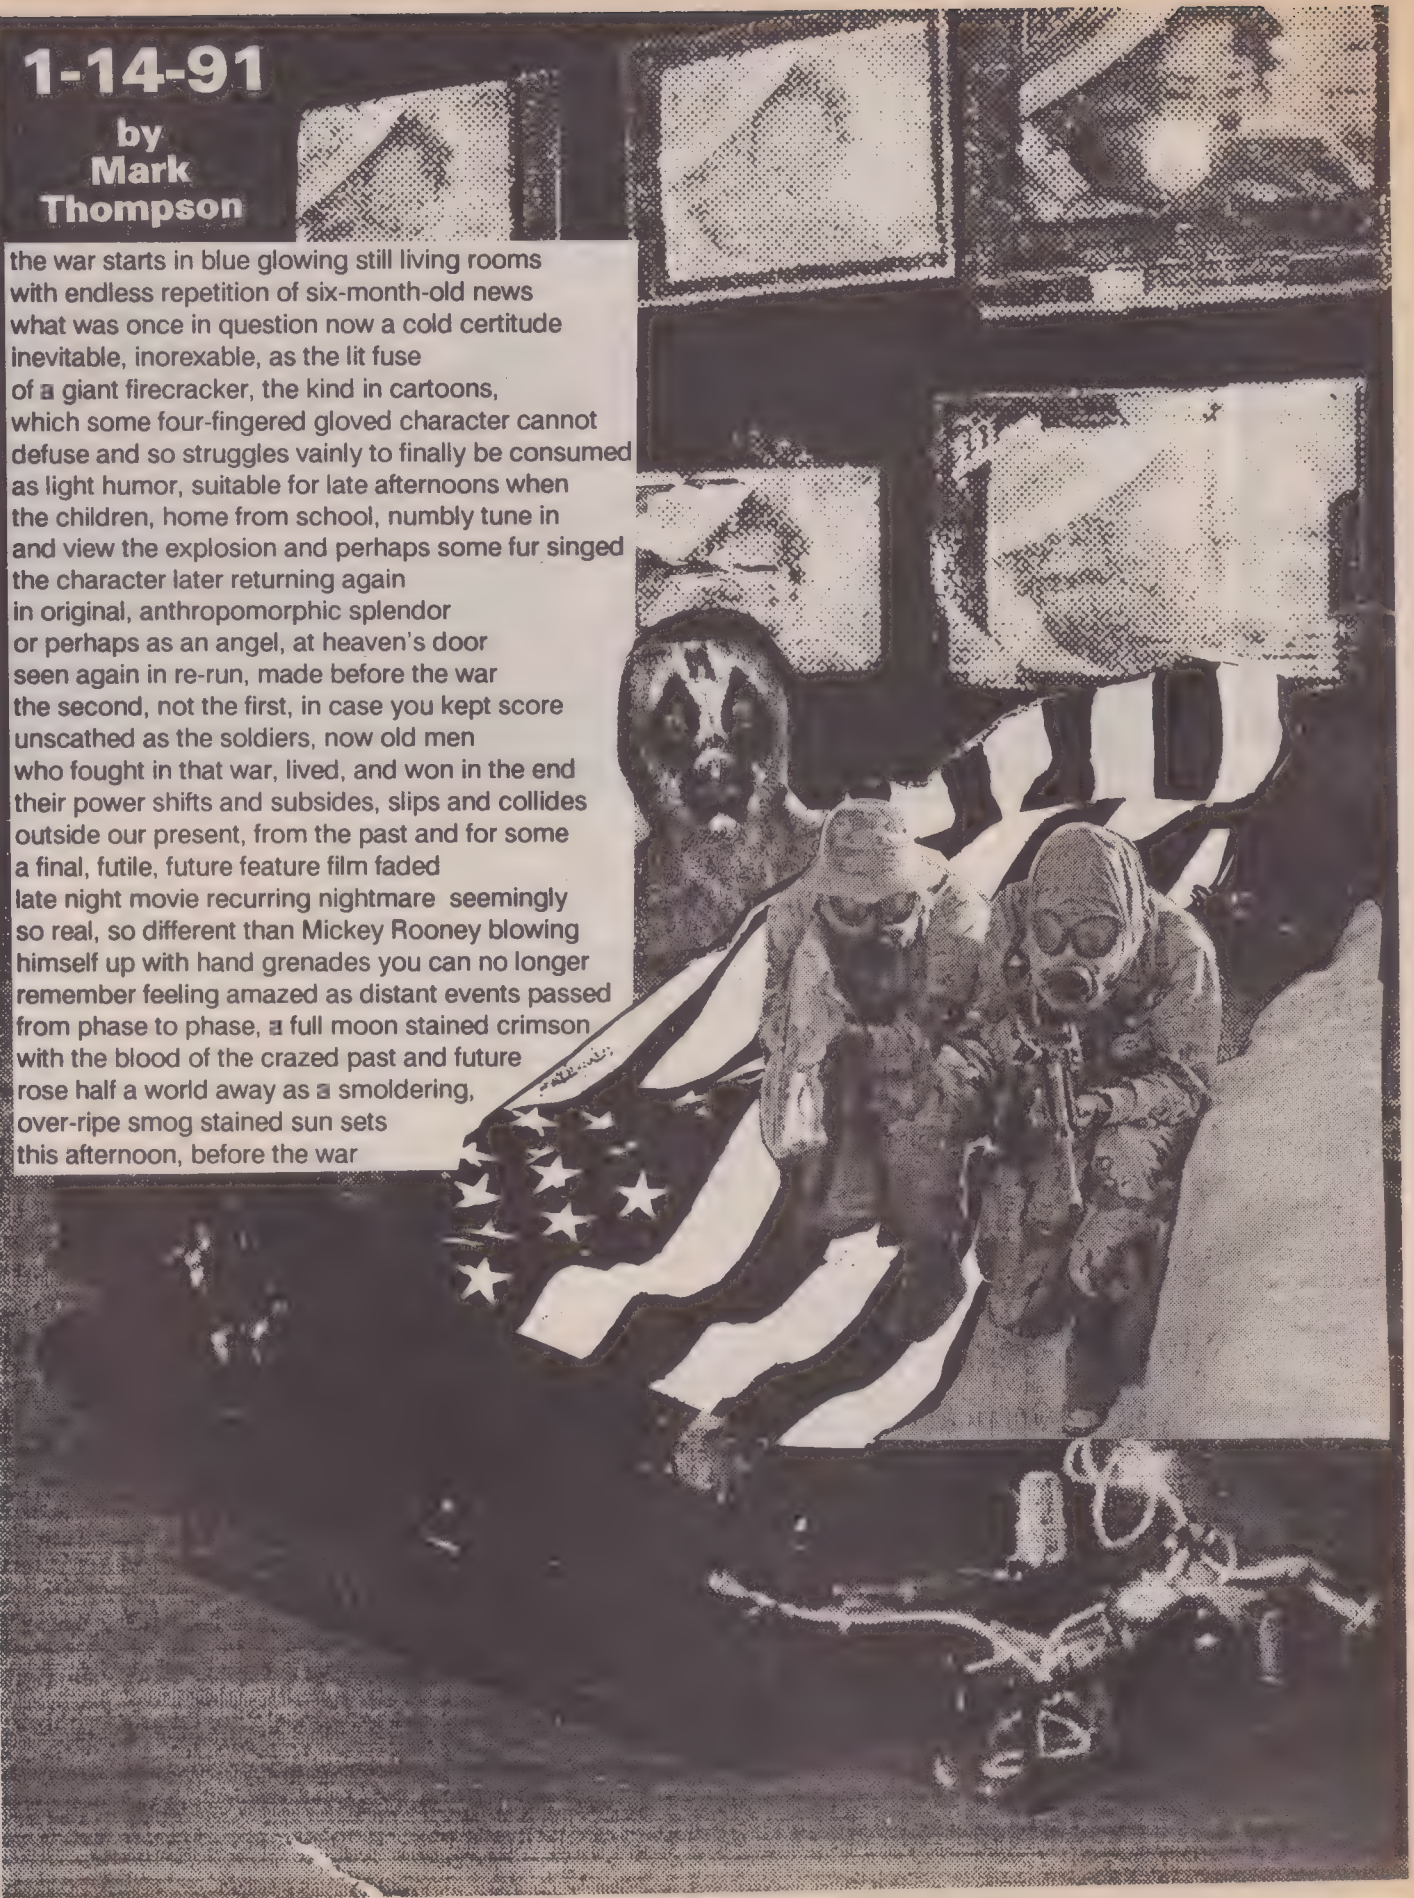 1-14-91
by
Mark
Thompson
the war starts in blue glowing still living rooms
with endless repetition of six-month-old news
what was once in question now a cold certitude
inevitable, inorexable, as the lit fuse
of a giant firecracker, the kind in cartoons,
which some four-fingered gloved character cannot
defuse and so struggles vainly to finally be consumed
as light humor, suitable for late afternoons when
the children, home from school, numbly tune in
and view the explosion and perhaps some fur singed
the character later returning again
in original, anthropomorphic splendor
or perhaps as an angel, at heaven's door
seen again in re-run, made before the war
the second, not the first, in case you kept score
unscathed as the soldiers, now old men
who fought in that war, lived, and won in the end
their power shifts and subsides, slips and collides
outside our present, from the past and for some
a final, futile, future feature film faded
late night movie recurring nightmare seemingly
so real, so different than Mickey Rooney blowing
himself up with hand grenades you can no longer
remember feeling amazed as distant events passed
from phase to phase, a full moon stained crimson
with the blood of the crazed past and future
rose half a world away as a smoldering,
over-ripe smog stained sun sets
this afternoon, before the war